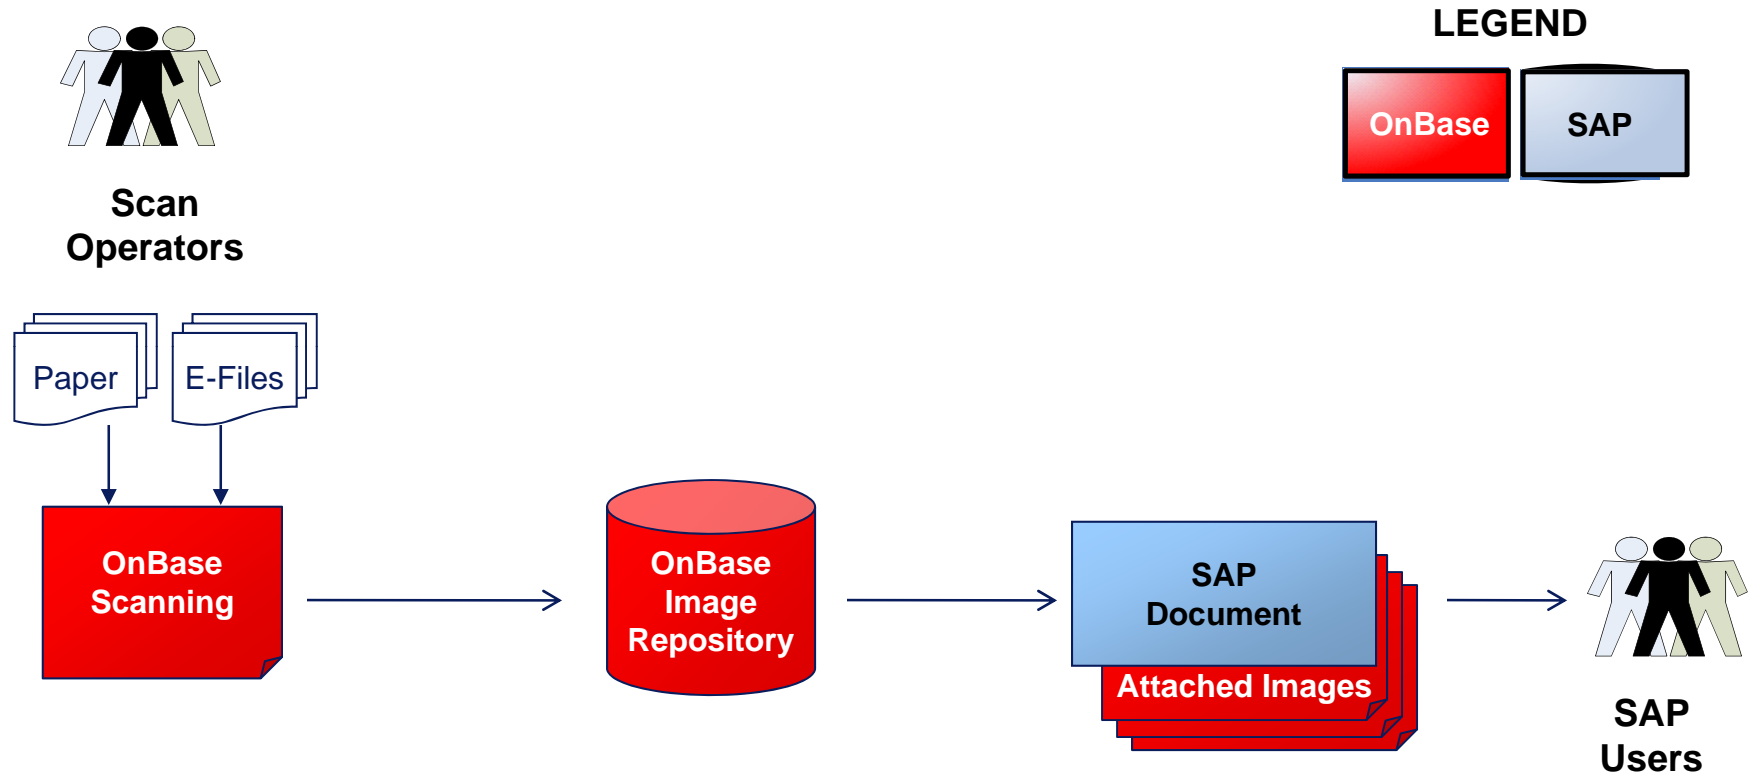 LEGEND
OnBase
SAP
Scan
Operators
Paper
E-Files
OnBase
Scanning
OnBase
Image
Repository
SAP
Document
Attached Images
SAP
Users